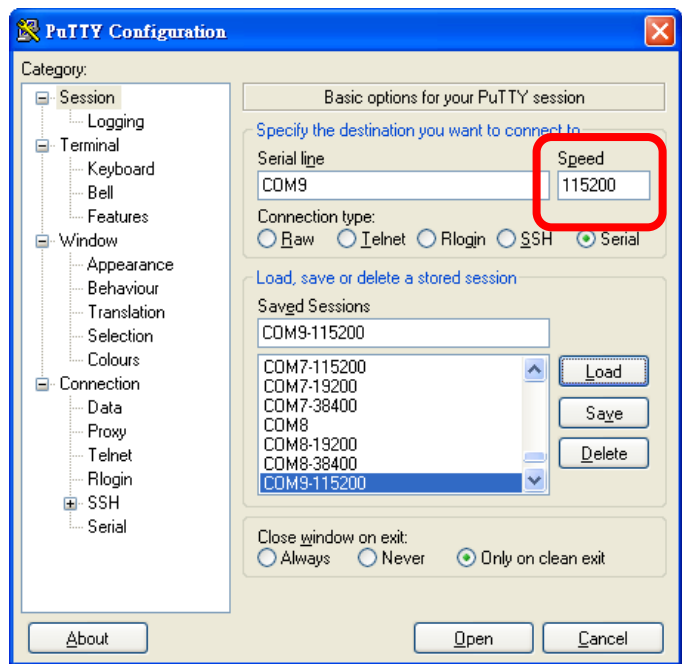 PuTTY Configuration
Category:
Session
Logging
Terminal
Keyboard
Bell
Features
Window
Appearance
Behaviour
Translation
Selection
Colours
Connection
Data
Proxy
Telnet
Rlogin
SSH
Serial
Basic options for your PuTTY session
Specify the destination you want to connect to
Serial line Speed
COM9 115200
Connection type:
Raw Telnet Rlogin SSH Serial
Load, save or delete a stored session
Saved Sessions
COM9-115200
COM7-115200
COM7-19200
COM7-38400
COM8
COM8-19200
COM8-38400
COM9-115200
Load
Save
Delete
Close window on exit:
Always Never Only on clean exit
About Open Cancel